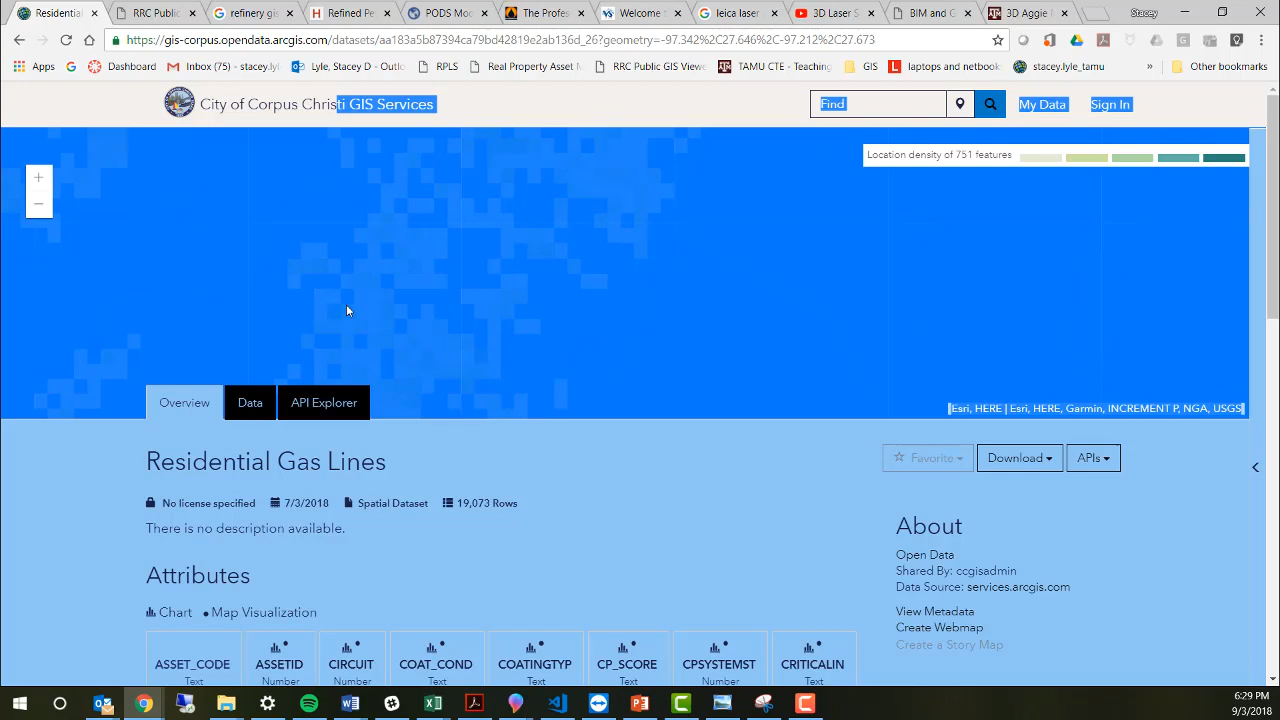 Residential
RRC Public
refinery gis
Refined Pe
PODS Mod
The Profes
Welcome t
leica laser
3D Laser S
BIM and G
3D Aggie M
Stacey
https://gis-corpus.opendata.arcgis.com/datasets/aa183a5b87394ca79bd42819e2ab136d_26?geometry=-97.342%2C27.646%2C-97.212%2C27.673
Apps
Dashboard
Inbox (75) - stacey.ly
Lyle, Stacey D - Outlo
RPLS
Real Property Asset M
RRC Public GIS Viewe
TAMU CTE - Teaching
GIS
laptops and netbook
stacey.lyle_tamu
»
Other bookmarks
City of Corpus Christi GIS Services
Find
My Data
Sign In
+
−
Location density of 751 features
Overview
Data
API Explorer
Esri, HERE | Esri, HERE, Garmin, INCREMENT P, NGA, USGS
Residential Gas Lines
Favorite
Download
APIs
No license specified
7/3/2018
Spatial Dataset
19,073 Rows
There is no description available.
About
Open Data
Shared By: ccgisadmin
Data Source: services.arcgis.com
View Metadata
Create Webmap
Create a Story Map
Attributes
Chart
Map Visualization
ASSET_CODE
Text
ASSETID
Number
CIRCUIT
Number
COAT_COND
Text
COATINGTYP
Text
CP_SCORE
Text
CPSYSTEMST
Number
CRITICALIN
Text
6:29 PM
9/3/2018